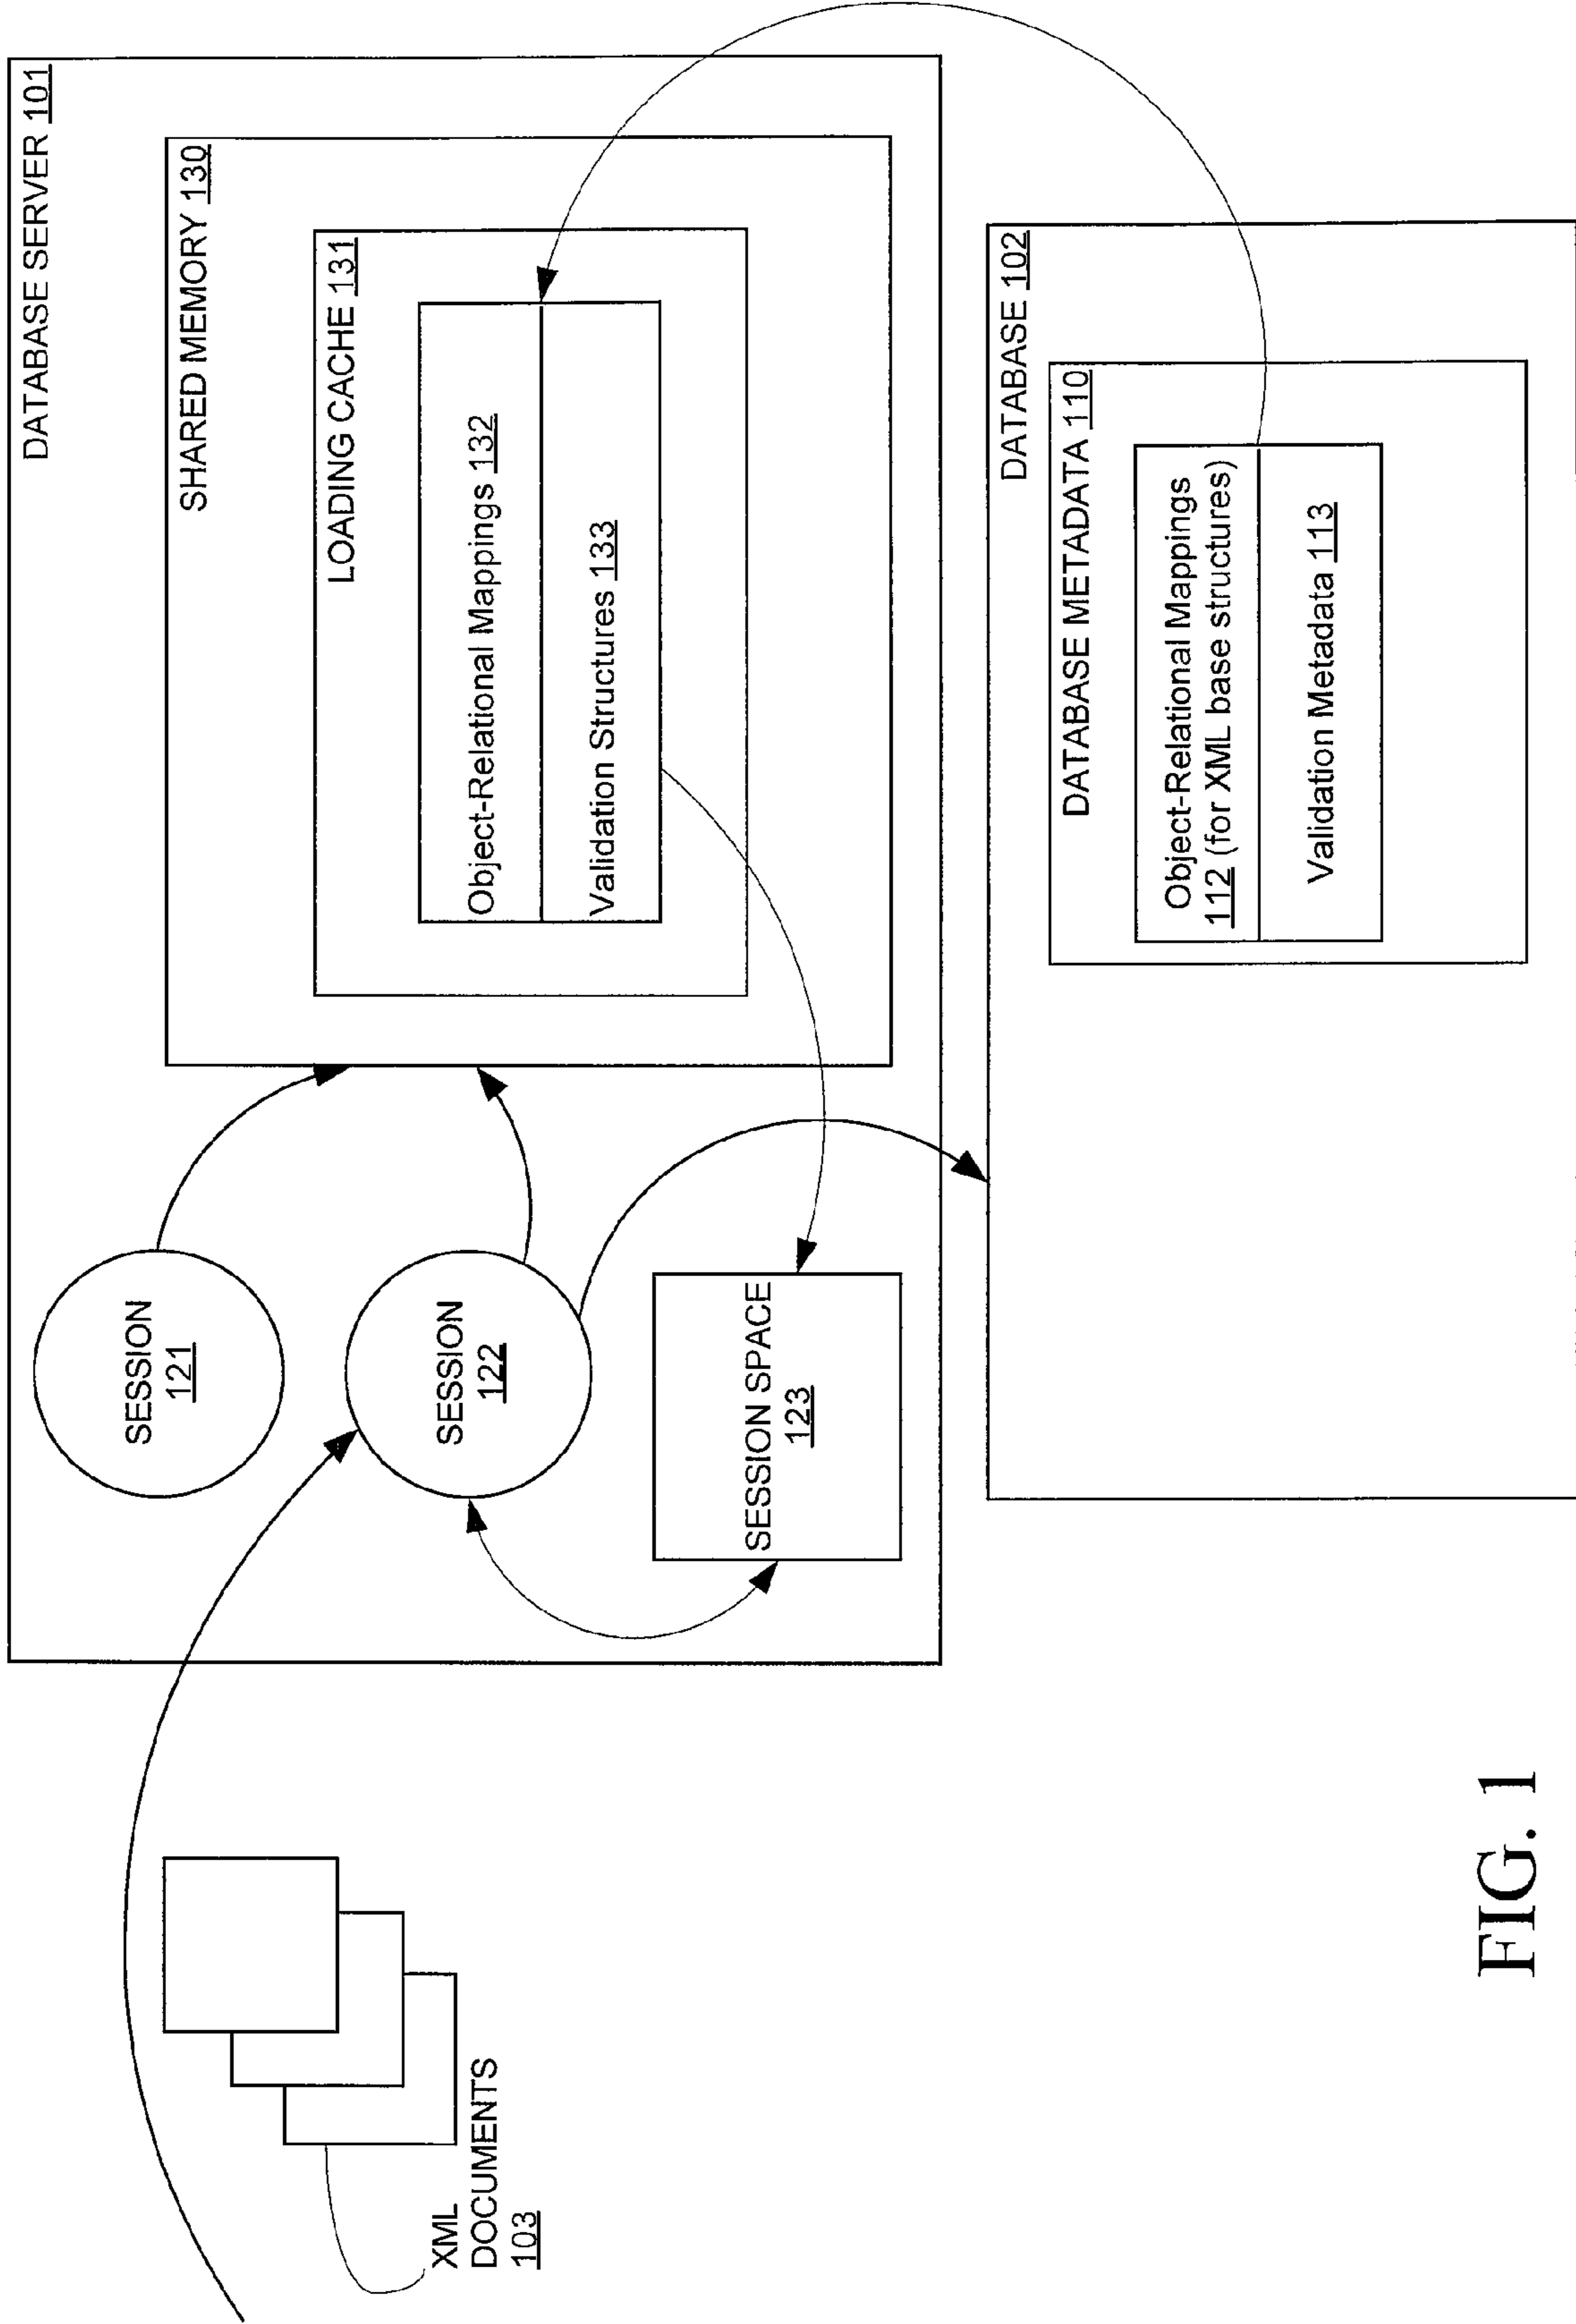 DATABASE SERVER 101
SHARED MEMORY 130
LOADING CACHE 131
Object-Relational Mappings 132
Validation Structures 133
SESSION
121
SESSION
122
SESSION SPACE
123
XML
DOCUMENTS
103
DATABASE 102
DATABASE METADATA 110
Object-Relational Mappings
112 (for XML base structures)
Validation Metadata 113
FIG. 1